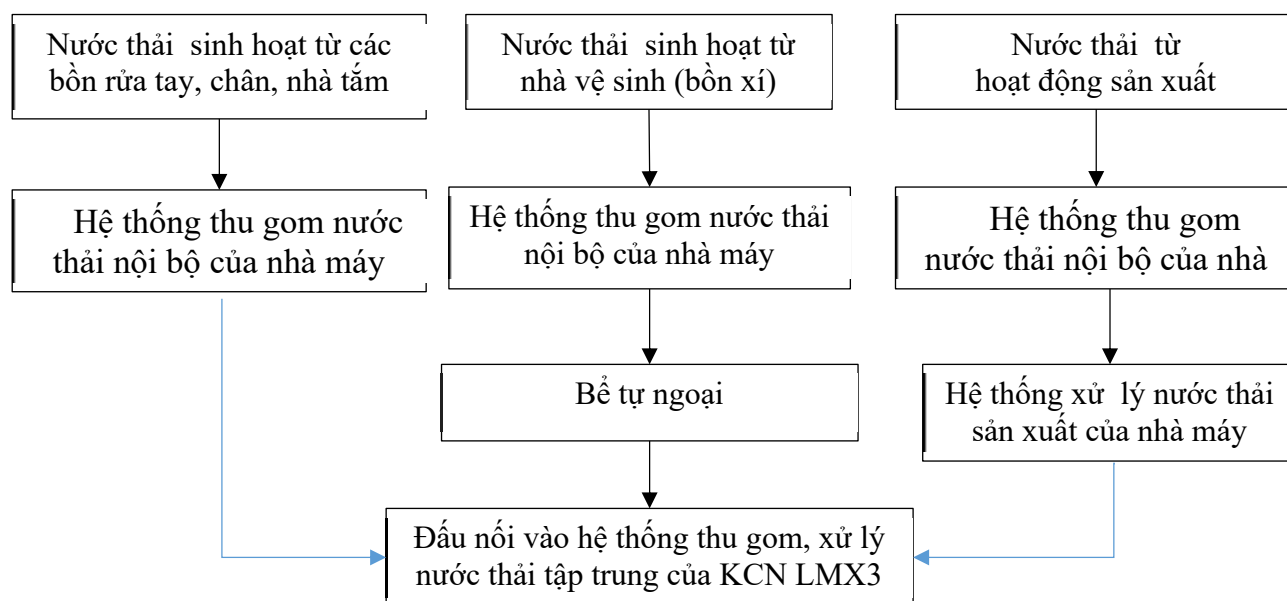 Nước thải sinh hoạt từ các
bồn rửa tay, chân, nhà tắm
Nước thải sinh hoạt từ
nhà vệ sinh (bồn xí)
Nước thải từ
hoạt động sản xuất
Hệ thống thu gom nước
thải nội bộ của nhà máy
Hệ thống thu gom nước thải
nội bộ của nhà máy
Hệ thống thu gom
nước thải nội bộ của nhà
Bể tự ngoại
Hệ thống xử lý nước thải
sản xuất của nhà máy
Đấu nối vào hệ thống thu gom, xử lý
nước thải tập trung của KCN LMX3